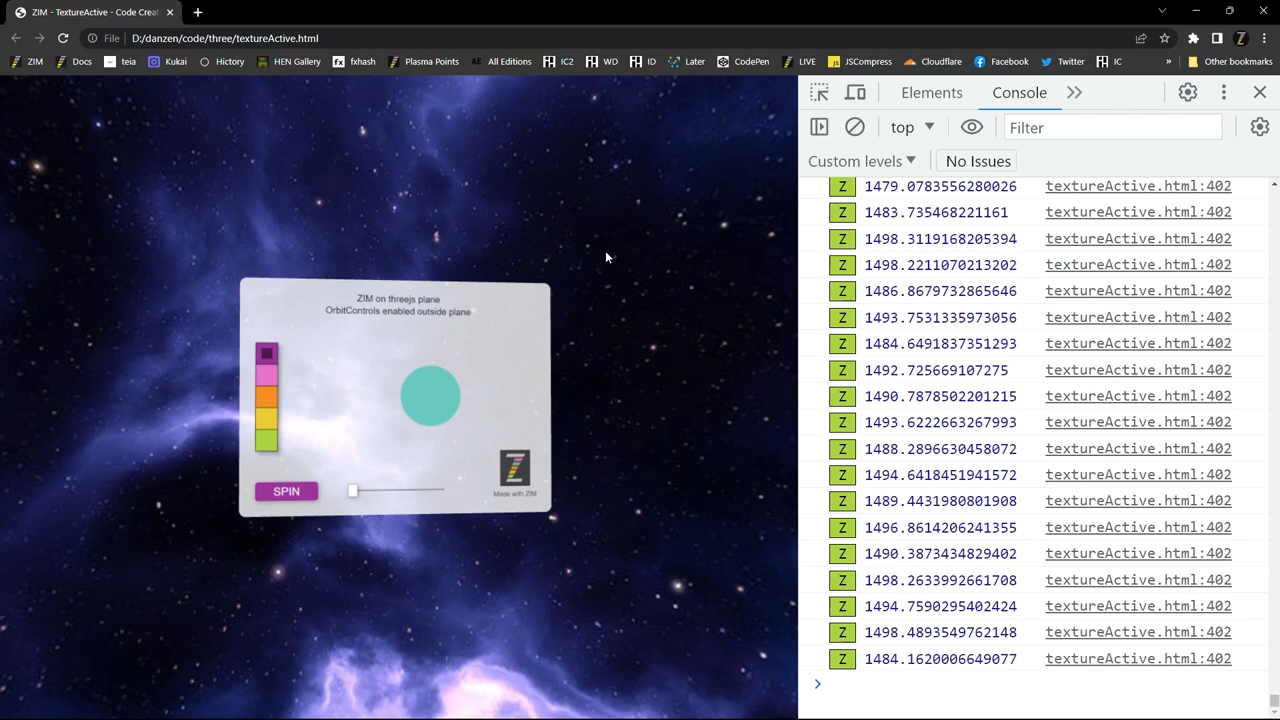 ZIM - TextureActive - Code Creat
File D:/danzen/code/three/textureActive.html
ZIM Docs teia Kukai Hictory HEN Gallery fxhash Plasma Points All Editions IC2 WD ID Later CodePen LIVE JSCompress Cloudflare Facebook Twitter IC » Other bookmarks
Elements Console
top Filter
Custom levels No Issues
Z 1479.0783556280026 textureActive.html:402
Z 1483.735468221161 textureActive.html:402
Z 1498.3119168205394 textureActive.html:402
Z 1498.2211070213202 textureActive.html:402
Z 1486.8679732865646 textureActive.html:402
Z 1493.7531335973056 textureActive.html:402
Z 1484.6491837351293 textureActive.html:402
Z 1492.725669107275 textureActive.html:402
Z 1490.7878502201215 textureActive.html:402
Z 1493.6222663267993 textureActive.html:402
Z 1488.2896630458072 textureActive.html:402
Z 1494.6418451941572 textureActive.html:402
Z 1489.4431980801908 textureActive.html:402
Z 1496.8614206241355 textureActive.html:402
Z 1490.3873434829402 textureActive.html:402
Z 1498.2633992661708 textureActive.html:402
Z 1494.7590295402424 textureActive.html:402
Z 1498.4893549762148 textureActive.html:402
Z 1484.1620006649077 textureActive.html:402
ZIM on threejs plane
OrbitControls enabled outside plane
SPIN
Z
Made with ZIM